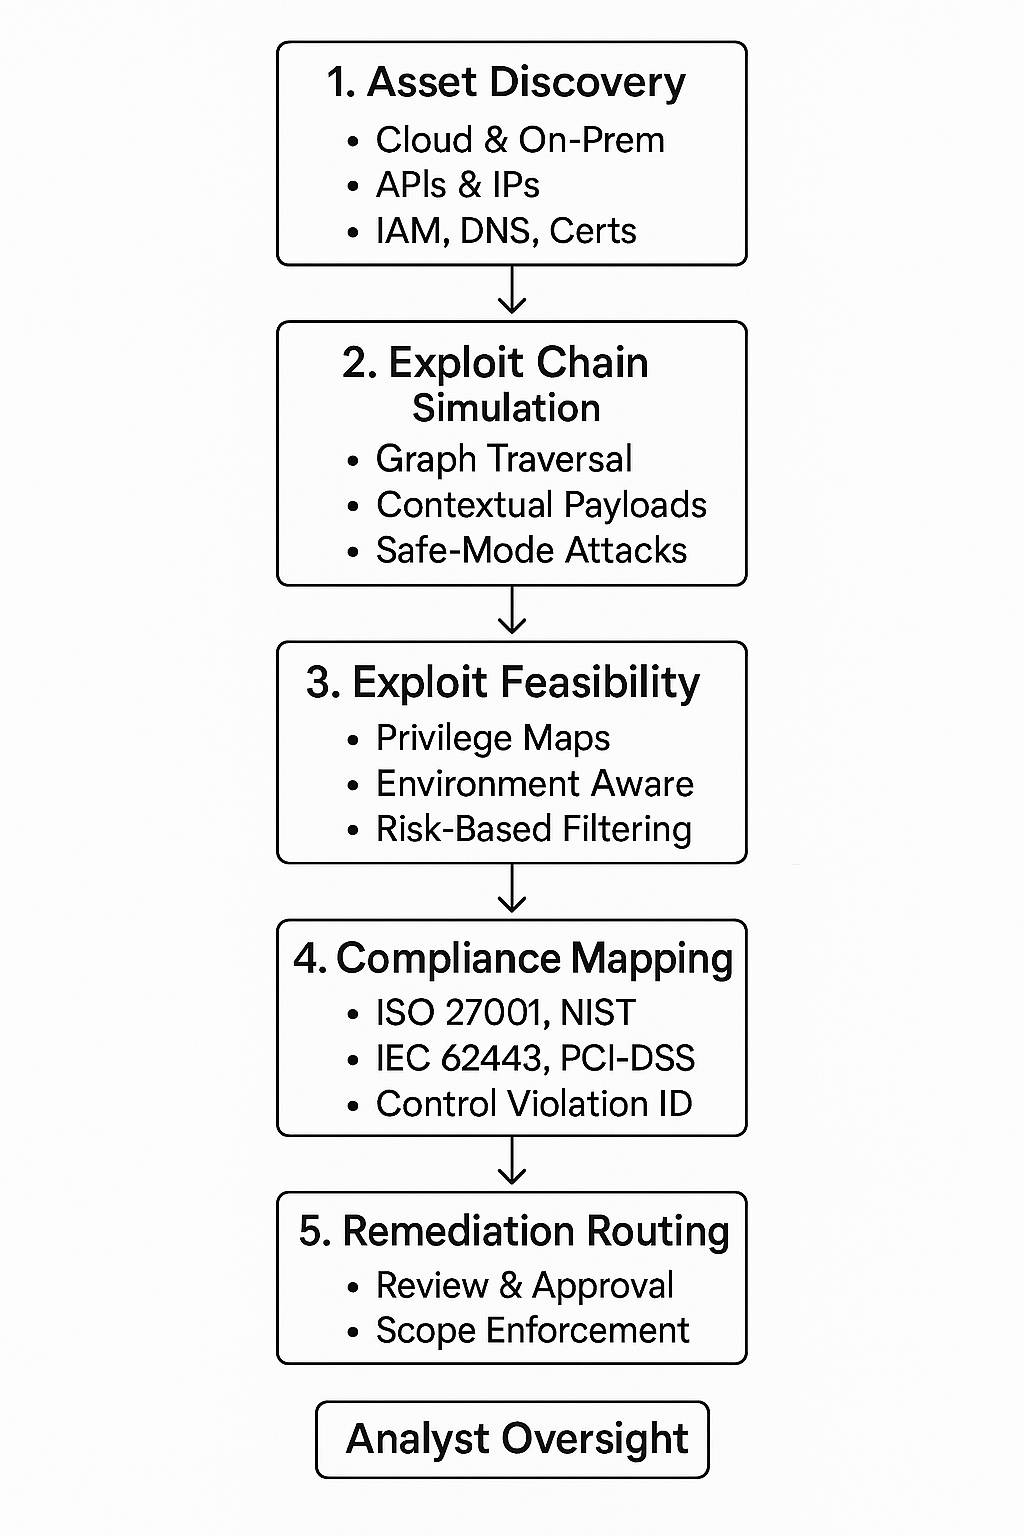 1. Asset Discovery
• Cloud & On-Prem
• APIs & IPs
• IAM, DNS, Certs
2. Exploit Chain
Simulation
• Graph Traversal
• Contextual Payloads
• Safe-Mode Attacks
3. Exploit Feasibility
• Privilege Maps
• Environment Aware
• Risk-Based Filtering
4. Compliance Mapping
• ISO 27001, NIST
• IEC 62443, PCI-DSS
• Control Violation ID
5. Remediation Routing
• Review & Approval
• Scope Enforcement
Analyst Oversight